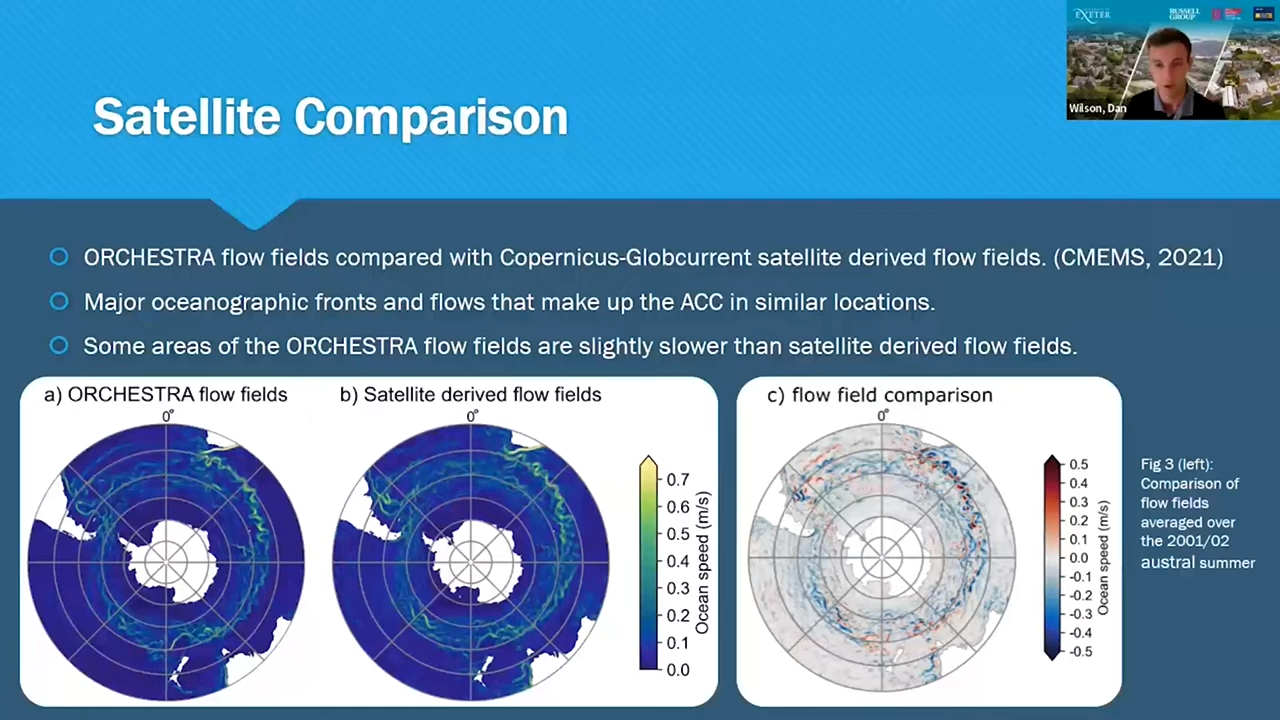 EXETER
RUSSELL
GROUP
Wilson, Dan
Satellite Comparison
ORCHESTRA flow fields compared with Copernicus-Globcurrent satellite derived flow fields. (CMEMS, 2021)
Major oceanographic fronts and flows that make up the ACC in similar locations.
Some areas of the ORCHESTRA flow fields are slightly slower than satellite derived flow fields.
a) ORCHESTRA flow fields
0°
b) Satellite derived flow fields
0°
0.7
0.6
0.5
0.4
0.3
0.2
0.1
0.0
Ocean speed (m/s)
c) flow field comparison
0°
0.5
0.4
0.3
0.2
0.1
0.0
-0.1
-0.2
-0.3
-0.4
-0.5
Ocean speed (m/s)
Fig 3 (left):
Comparison of
flow fields
averaged over
the 2001/02
austral summer